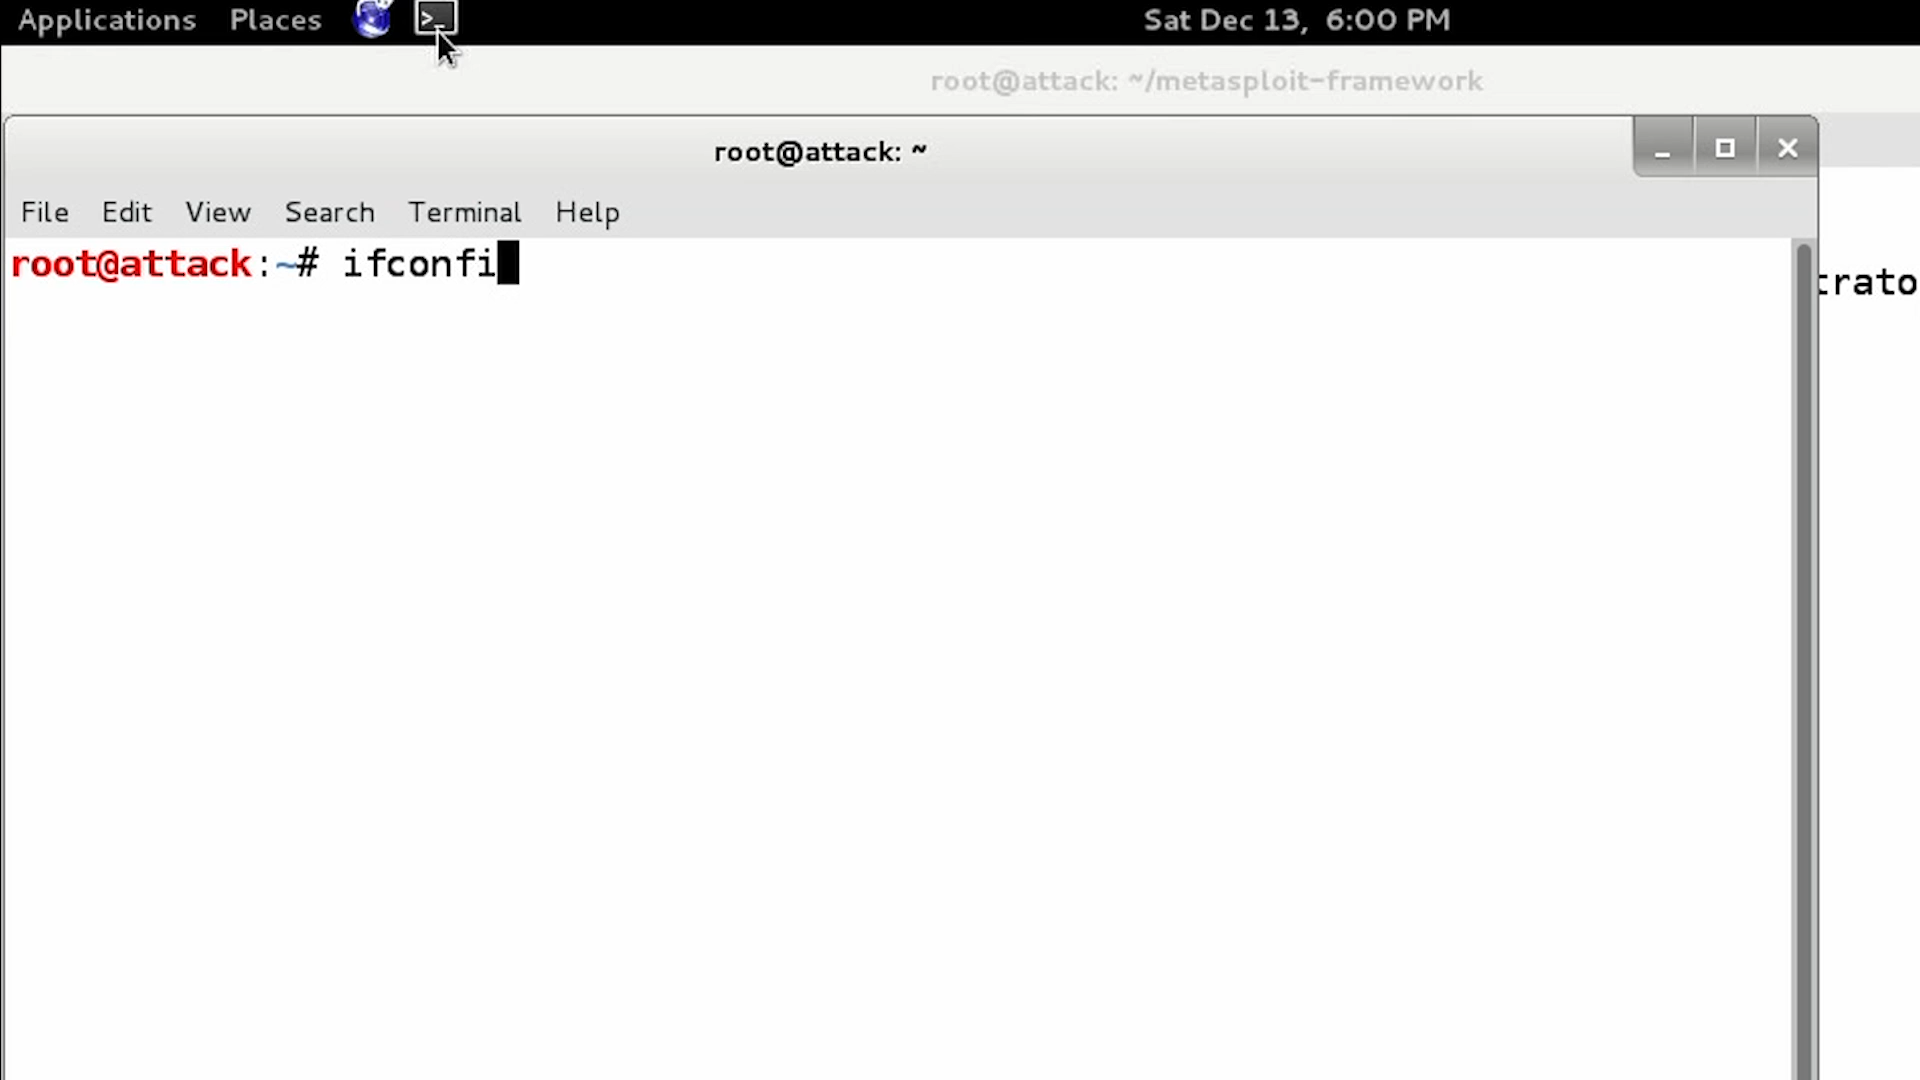 Applications Places Sat Dec 13, 6:00 PM
root@attack: ~/metasploit-framework
root@attack: ~
File Edit View Search Terminal Help
root@attack:~# ifconfi
trato